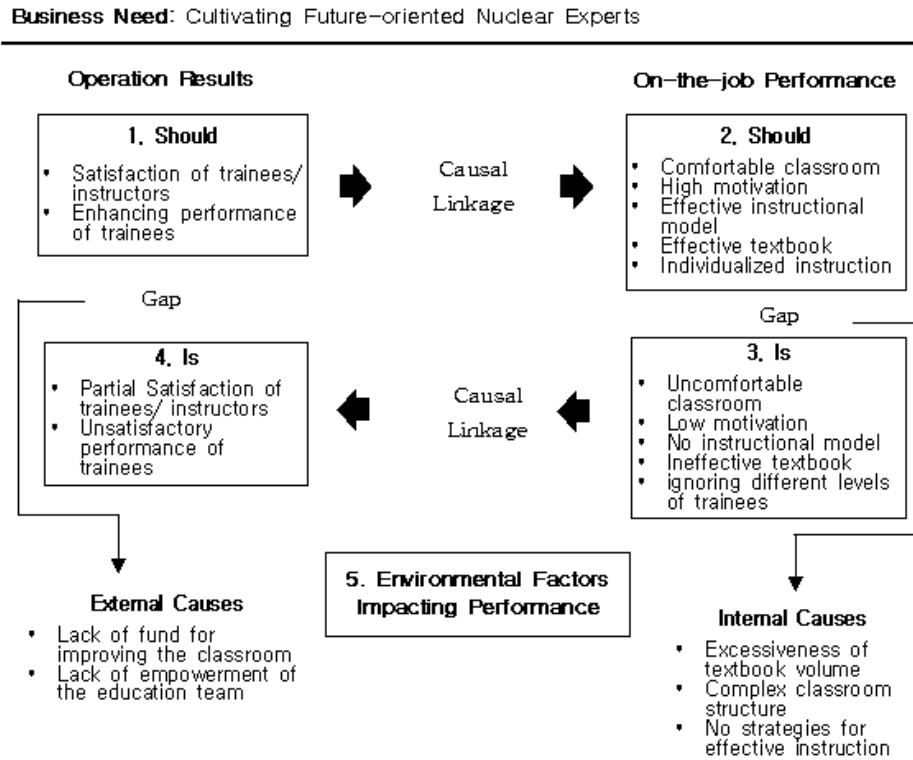 Business Need: Cultivating Future-oriented Nuclear Experts
Operation Results
On-the-job Performance
1. Should
• Satisfaction of trainees/
instructors
• Enhancing performance
of trainees
Causal
Linkage
2. Should
• Comfortable classroom
• High motivation
• Effective instructional
model
• Effective textbook
• Individualized instruction
Gap
Gap
4. Is
• Partial Satisfaction of
trainees/ instructors
• Unsatisfactory
performance of
trainees
Causal
Linkage
3. Is
• Uncomfortable
classroom
• Low motivation
• No instructional model
• Ineffective textbook
• ignoring different levels
of trainees
5. Environmental Factors
Impacting Performance
External Causes
• Lack of fund for
improving the classroom
• Lack of empowerment of
the education team
Internal Causes
• Excessiveness of
textbook volume
• Complex classroom
structure
• No strategies for
effective instruction